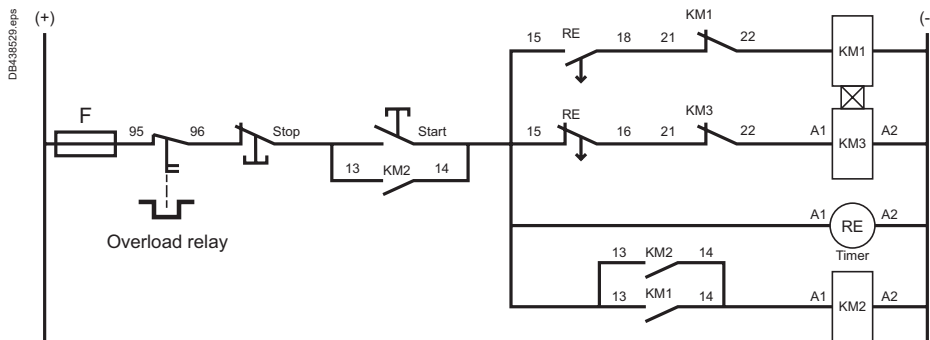 DB438529.eps
(+)
(-
KM1
15 RE 18 21 22
KM1
F
95 96 Stop Start
15 RE 16 21 KM3 22 A1 A2
KM3
13 KM2 14
Overload relay
A1 A2
RE
Timer
13 KM2 14
13 KM1 14 A1 A2
KM2